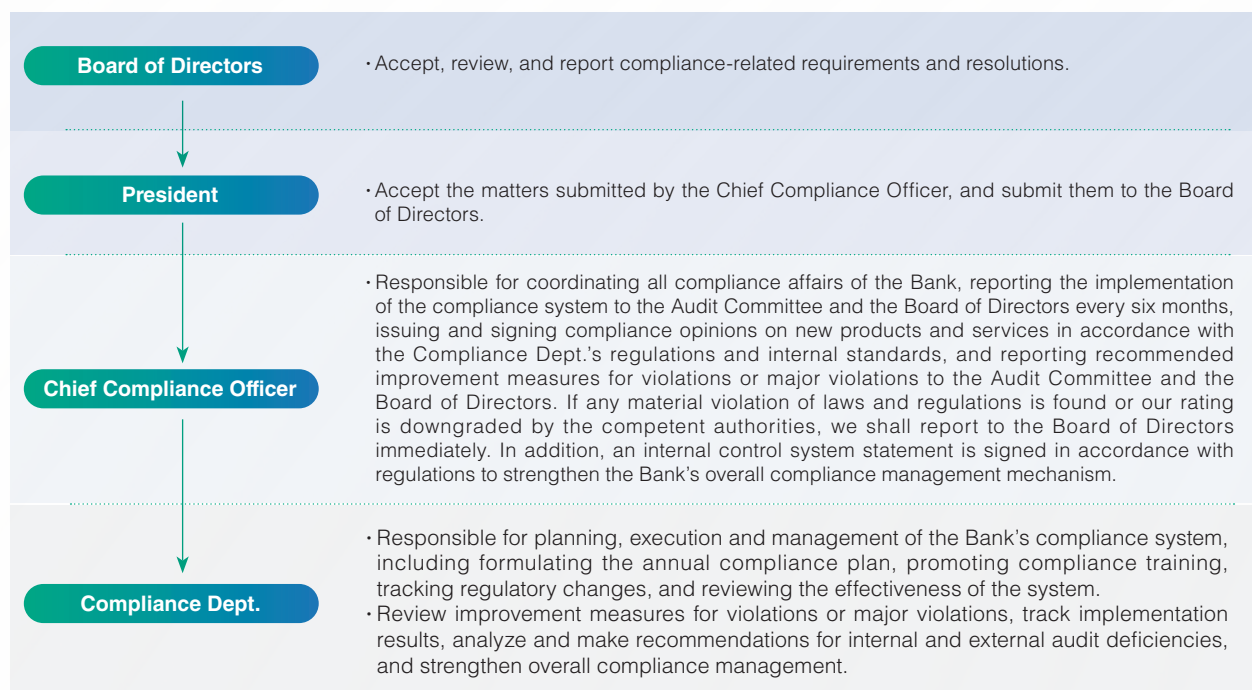 Board of Directors
・Accept, review, and report compliance-related requirements and resolutions.
President
・Accept the matters submitted by the Chief Compliance Officer, and submit them to the Board
of Directors.
Chief Compliance Officer
・Responsible for coordinating all compliance affairs of the Bank, reporting the implementation
of the compliance system to the Audit Committee and the Board of Directors every six months,
issuing and signing compliance opinions on new products and services in accordance with
the Compliance Dept.'s regulations and internal standards, and reporting recommended
improvement measures for violations or major violations to the Audit Committee and the
Board of Directors. If any material violation of laws and regulations is found or our rating
is downgraded by the competent authorities, we shall report to the Board of Directors
immediately. In addition, an internal control system statement is signed in accordance with
regulations to strengthen the Bank's overall compliance management mechanism.
Compliance Dept.
・Responsible for planning, execution and management of the Bank's compliance system,
including formulating the annual compliance plan, promoting compliance training,
tracking regulatory changes, and reviewing the effectiveness of the system.
・Review improvement measures for violations or major violations, track implementation
results, analyze and make recommendations for internal and external audit deficiencies,
and strengthen overall compliance management.